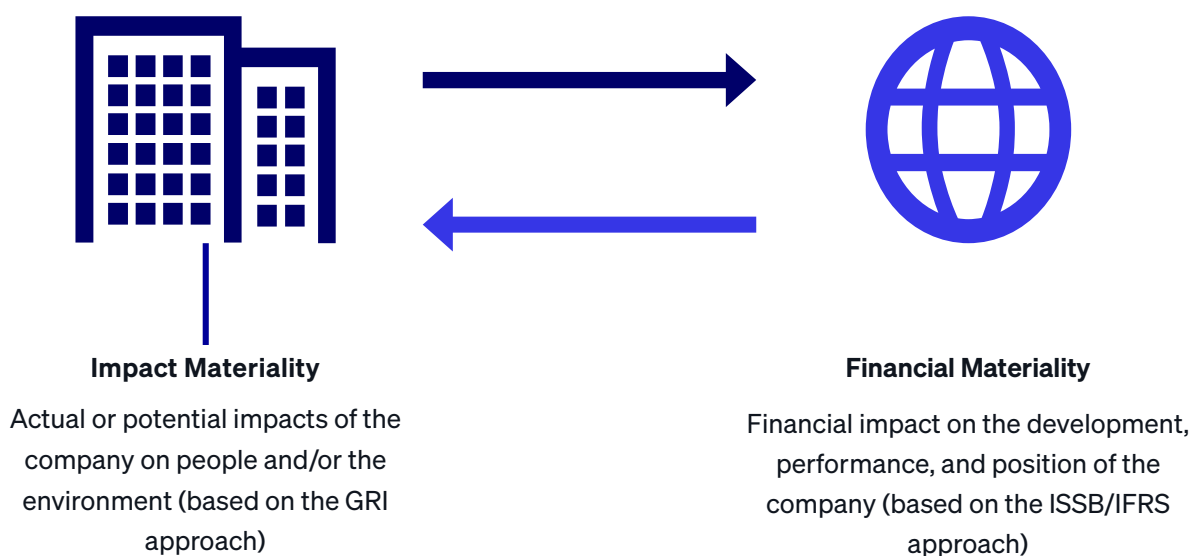 Impact Materiality
Actual or potential impacts of the
company on people and/or the
environment (based on the GRI
approach)
Financial Materiality
Financial impact on the development,
performance, and position of the
company (based on the ISSB/IFRS
approach)